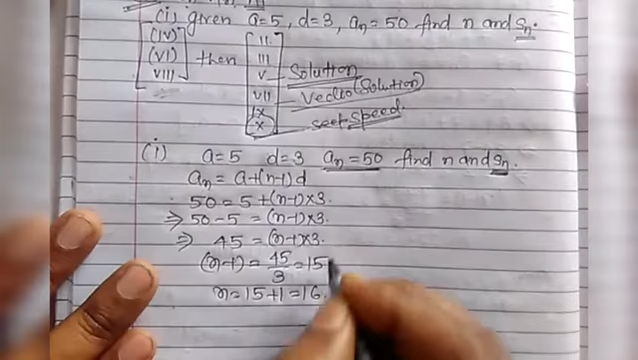 (i) given a=5, d=3, aₙ=50 find n and Sₙ.
(iv)
(vi) then
viii
ii
iii
v — Solution
vii — Vedio (Solution)
ix
x — speed
(i) a=5 d=3 aₙ=50 find n and Sₙ.
aₙ = a+(n-1)d
50 = 5+(n-1)×3.
⇒ 50-5 = (n-1)×3.
⇒ 45 = (n-1)×3.
(n-1) = 45/3 = 15
n=15+1=16.